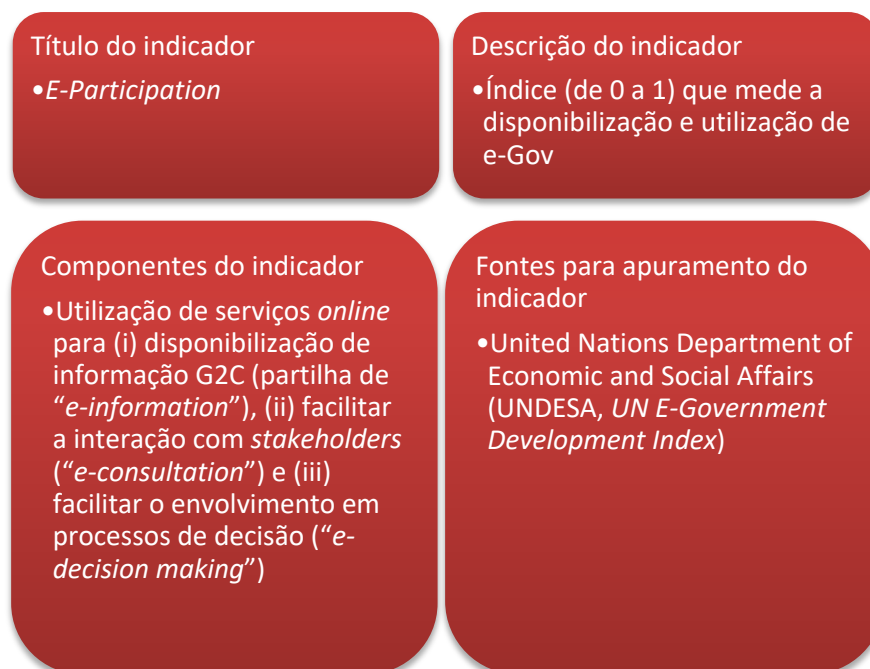 Título do indicador
•E-Participation
Descrição do indicador
•Índice (de 0 a 1) que mede a
disponibilização e utilização de
e-Gov
Componentes do indicador
•Utilização de serviços online
para (i) disponibilização de
informação G2C (partilha de
“e-information”), (ii) facilitar
a interação com stakeholders
(“e-consultation”) e (iii)
facilitar o envolvimento em
processos de decisão (“e-
decision making”)
Fontes para apuramento do
indicador
•United Nations Department of
Economic and Social Affairs
(UNDESA, UN E-Government
Development Index)